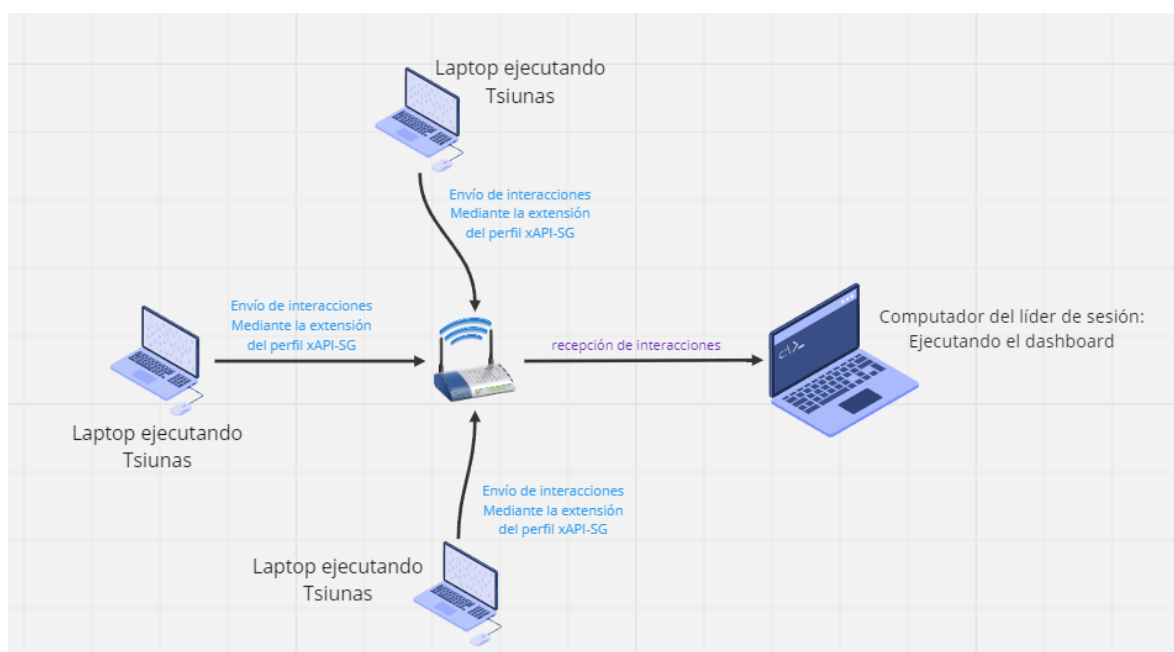 Laptop ejecutando
Tsiunas
Envío de interacciones
Mediante la extensión
del perfil xAPI-SG
Envío de interacciones
Mediante la extensión
del perfil xAPI-SG
Laptop ejecutando
Tsiunas
recepción de interacciones
C:\>_
Computador del líder de sesión:
Ejecutando el dashboard
Envío de interacciones
Mediante la extensión
del perfil xAPI-SG
Laptop ejecutando
Tsiunas